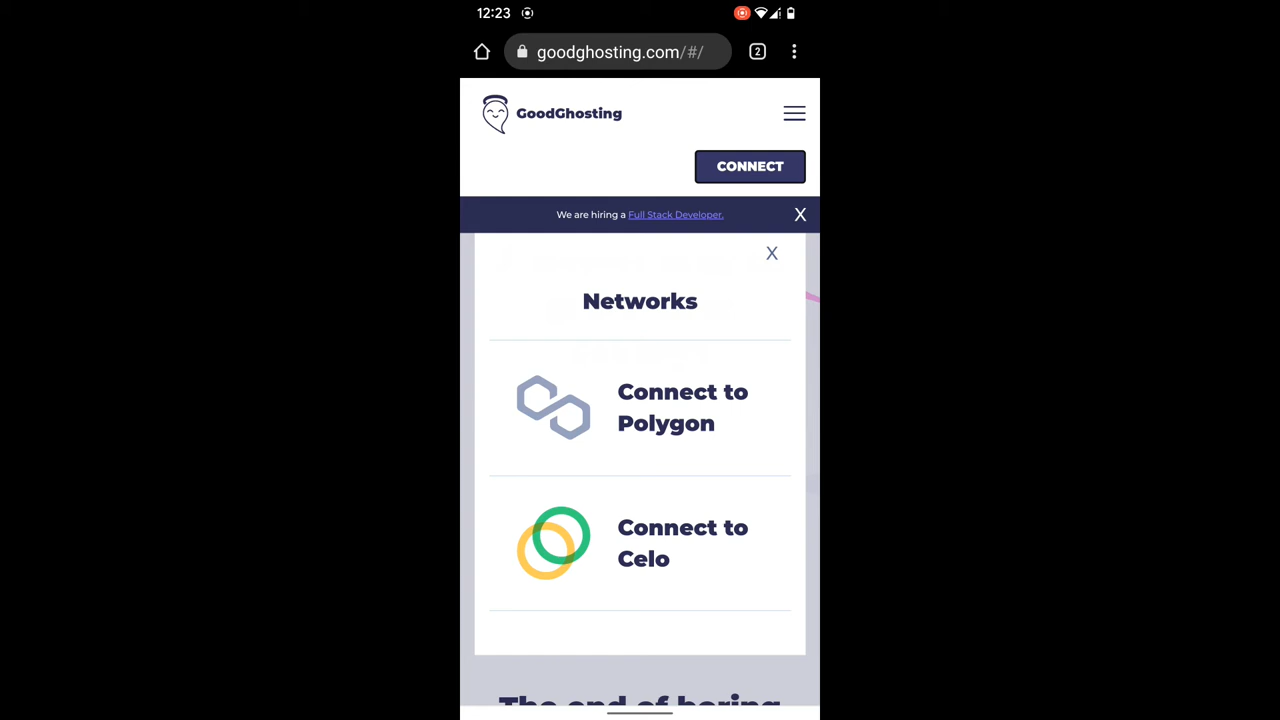 12:23
goodghosting.com/#/
2
GoodGhosting
CONNECT
We are hiring a Full Stack Developer.
X
X
Networks
Connect to
Polygon
Connect to
Celo
The end of boring